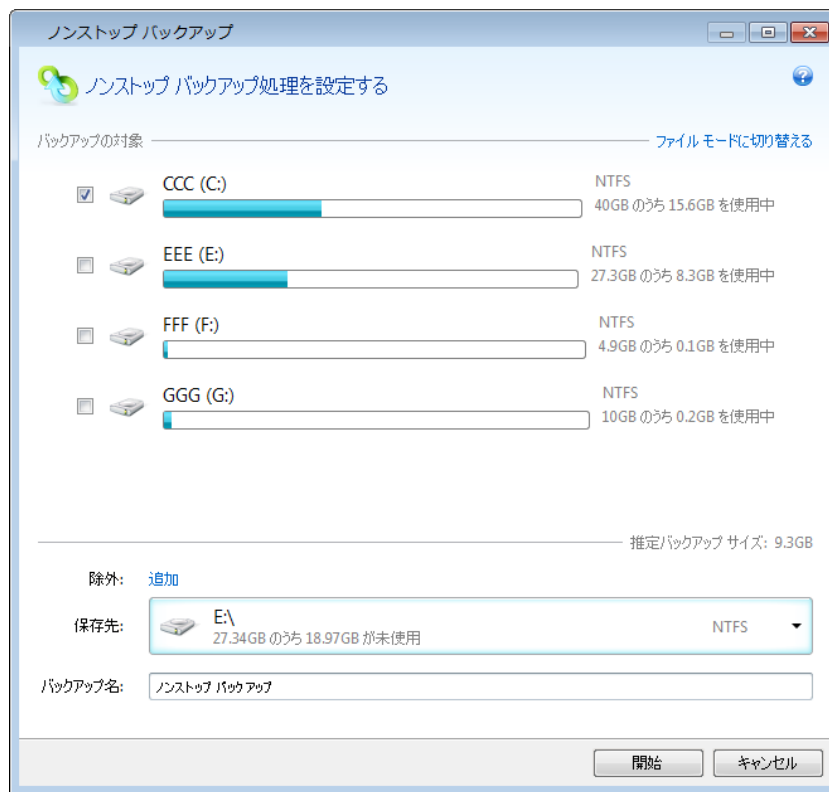 ノンストップ バックアップ
ノンストップ バックアップ処理を設定する
バックアップの対象
ファイル モードに切り替える
CCC (C:)
NTFS
40GB のうち 15.6GB を使用中
EEE (E:)
NTFS
27.3GB のうち 8.3GB を使用中
FFF (F:)
NTFS
4.9GB のうち 0.1GB を使用中
GGG (G:)
NTFS
10GB のうち 0.2GB を使用中
推定バックアップ サイズ: 9.3GB
除外: 追加
保存先: E:\ NTFS
27.34GB のうち 18.97GB が未使用
バックアップ名: ノンストップ バックアップ
開始 キャンセル